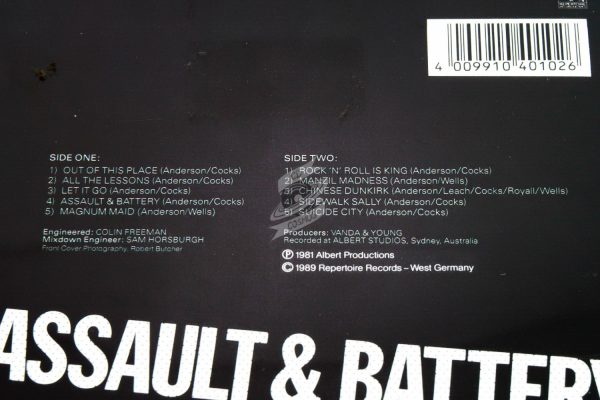 4 009910 401026
SIDE ONE:
1) OUT OF THIS PLACE (Anderson/Cocks)
2) ALL THE LESSONS (Anderson/Cocks)
3) LET IT GO (Anderson/Cocks)
4) ASSAULT & BATTERY (Anderson/Cocks)
5) MAGNUM MAID (Anderson/Wells)
Engineered: COLIN FREEMAN
Mixdown Engineer: SAM HORSBURGH
Front Cover Photography, Robert Butcher
SIDE TWO:
1) ROCK 'N' ROLL IS KING (Anderson/Cocks)
2) MANZIL MADNESS (Anderson/Wells)
3) CHINESE DUNKIRK (Anderson/Leach/Cocks/Royall/Wells)
4) SIDEWALK SALLY (Anderson/Cocks)
5) SUICIDE CITY (Anderson/Cocks)
Producers: VANDA & YOUNG
Recorded at ALBERT STUDIOS, Sydney, Australia
℗ 1981 Albert Productions
© 1989 Repertoire Records – West Germany
ASSAULT & BATTERY